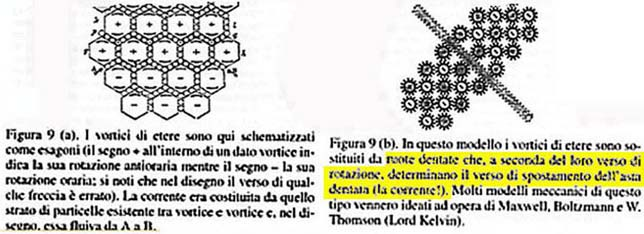 Figura 9 (a). I vortici di etere sono qui schematizzati
come esagoni (il segno + all'interno di un dato vortice in-
dica la sua rotazione antioraria mentre il segno – la sua
rotazione oraria; si noti che nel disegno il verso di qual-
che freccia è errato). La corrente era costituita da quello
strato di particelle esistente tra vortice e vortice e, nel di-
segno, essa fluiva da A a B.
Figura 9 (b). In questo modello i vortici di etere sono so-
stituiti da ruote dentate che, a seconda del loro verso di
rotazione, determinano il verso di spostamento dell'asta
dentata (la corrente!). Molti modelli meccanici di questo
tipo vennero ideati ad opera di Maxwell, Boltzmann e W.
Thomson (Lord Kelvin).